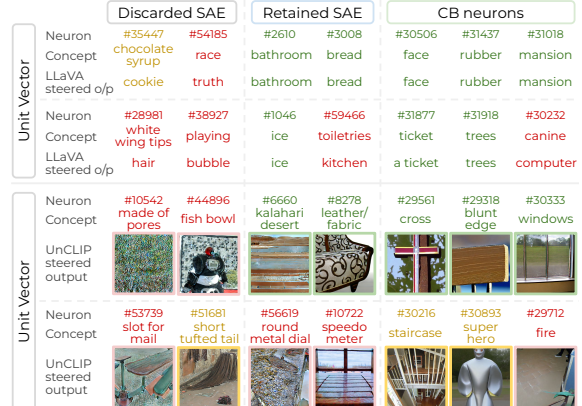 Discarded SAE Retained SAE CB neurons
Unit Vector
Neuron #35447 #54185 #2610 #3008 #30506 #31437 #31018
Concept chocolate syrup race bathroom bread face rubber mansion
LLaVA steered o/p cookie truth bathroom bread face rubber mansion
Neuron #28981 #38927 #1046 #59466 #31877 #31918 #30232
Concept white wing tips playing ice toiletries ticket trees canine
LLaVA steered o/p hair bubble ice kitchen a ticket trees computer
Unit Vector
Neuron #10542 #44896 #6660 #8278 #29561 #29318 #30333
Concept made of pores fish bowl kalahari desert leather/ fabric cross blunt edge windows
UnCLIP steered output
Neuron #53739 #51681 #56619 #10722 #30216 #30893 #29712
Concept slot for mail short tufted tail round metal dial speedo meter staircase super hero fire
UnCLIP steered output